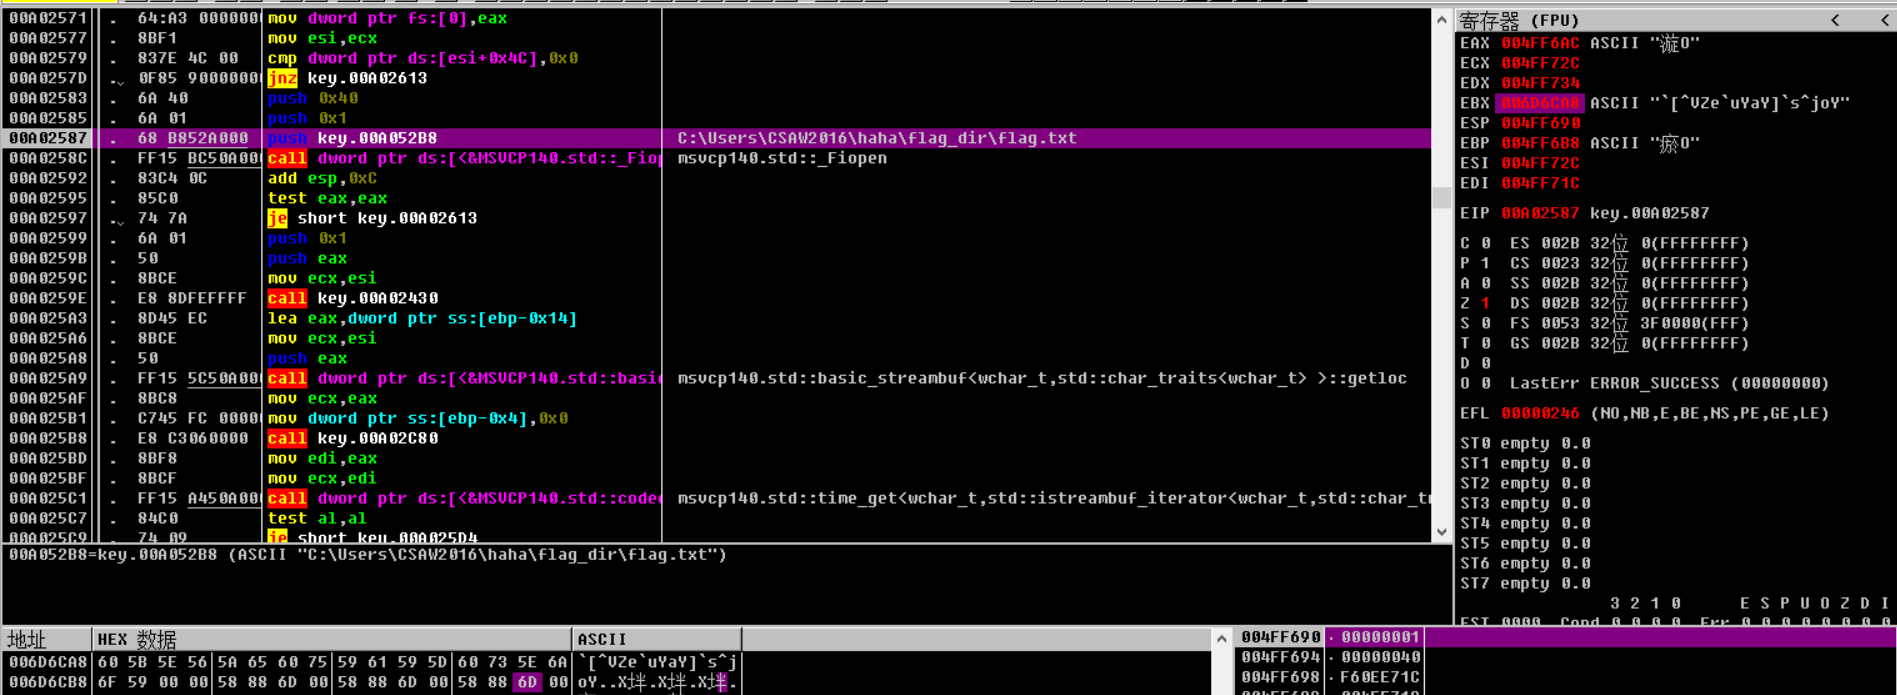 00A02571 . 64:A3 0000000 mov dword ptr fs:[0],eax
00A02577 . 8BF1 mov esi,ecx
00A02579 . 837E 4C 00 cmp dword ptr ds:[esi+0x4C],0x0
00A0257D . 0F85 90000000 jnz key.00A02613
00A02583 . 6A 40 push 0x40
00A02585 . 6A 01 push 0x1
00A02587 . 68 B852A000 push key.00A052B8 C:\Users\CSAW2016\haha\flag_dir\flag.txt
00A0258C . FF15 BC50A00 call dword ptr ds:[<&MSVCP140.std::_Fiop msvcp140.std::_Fiopen
00A02592 . 83C4 0C add esp,0xC
00A02595 . 85C0 test eax,eax
00A02597 . 74 7A je short key.00A02613
00A02599 . 6A 01 push 0x1
00A0259B . 50 push eax
00A0259C . 8BCE mov ecx,esi
00A0259E . E8 8DFEFFFF call key.00A02430
00A025A3 . 8D45 EC lea eax,dword ptr ss:[ebp-0x14]
00A025A6 . 8BCE mov ecx,esi
00A025A8 . 50 push eax
00A025A9 . FF15 5C50A00 call dword ptr ds:[<&MSVCP140.std::basi msvcp140.std::basic_streambuf<wchar_t,std::char_traits<wchar_t> >::getloc
00A025AF . 8BC8 mov ecx,eax
00A025B1 . C745 FC 0000 mov dword ptr ss:[ebp-0x4],0x0
00A025B8 . E8 C3060000 call key.00A02C80
00A025BD . 8BF8 mov edi,eax
00A025BF . 8BCF mov ecx,edi
00A025C1 . FF15 A450A00 call dword ptr ds:[<&MSVCP140.std::code msvcp140.std::time_get<wchar_t,std::istreambuf_iterator<wchar_t,std::char_t
00A025C7 . 84C0 test al,al
00A025C9 . 74 09 je short key.00A025D4
00A052B8=key.00A052B8 (ASCII "C:\Users\CSAW2016\haha\flag_dir\flag.txt")
寄存器 (FPU) < <
EAX 004FF6AC ASCII "漩O"
ECX 004FF72C
EDX 004FF734
EBX 006D6CA8 ASCII "`[^VZe`uYaY]`s^joY"
ESP 004FF690
EBP 004FF6B8 ASCII "瘀O"
ESI 004FF72C
EDI 004FF71C
EIP 00A02587 key.00A02587
C 0 ES 002B 32位 0(FFFFFFFF)
P 1 CS 0023 32位 0(FFFFFFFF)
A 0 SS 002B 32位 0(FFFFFFFF)
Z 1 DS 002B 32位 0(FFFFFFFF)
S 0 FS 0053 32位 3F0000(FFF)
T 0 GS 002B 32位 0(FFFFFFFF)
D 0
O 0 LastErr ERROR_SUCCESS (00000000)
EFL 00000246 (NO,NB,E,BE,NS,PE,GE,LE)
ST0 empty 0.0
ST1 empty 0.0
ST2 empty 0.0
ST3 empty 0.0
ST4 empty 0.0
ST5 empty 0.0
ST6 empty 0.0
ST7 empty 0.0
3 2 1 0 E S P U O Z D I
FST 0000 Cond 0 0 0 0 Err 0 0 0 0 0 0 0 0
地址 HEX 数据 ASCII
006D6CA8 60 5B 5E 56 5A 65 60 75 59 61 59 5D 60 73 5E 6A `[^VZe`uYaY]`s^j
006D6CB8 6F 59 00 00 58 88 6D 00 58 88 6D 00 58 88 6D 00 oY..X坢.X坢.X坢.
004FF690 00000001
004FF694 00000040
004FF698 F60EE71C